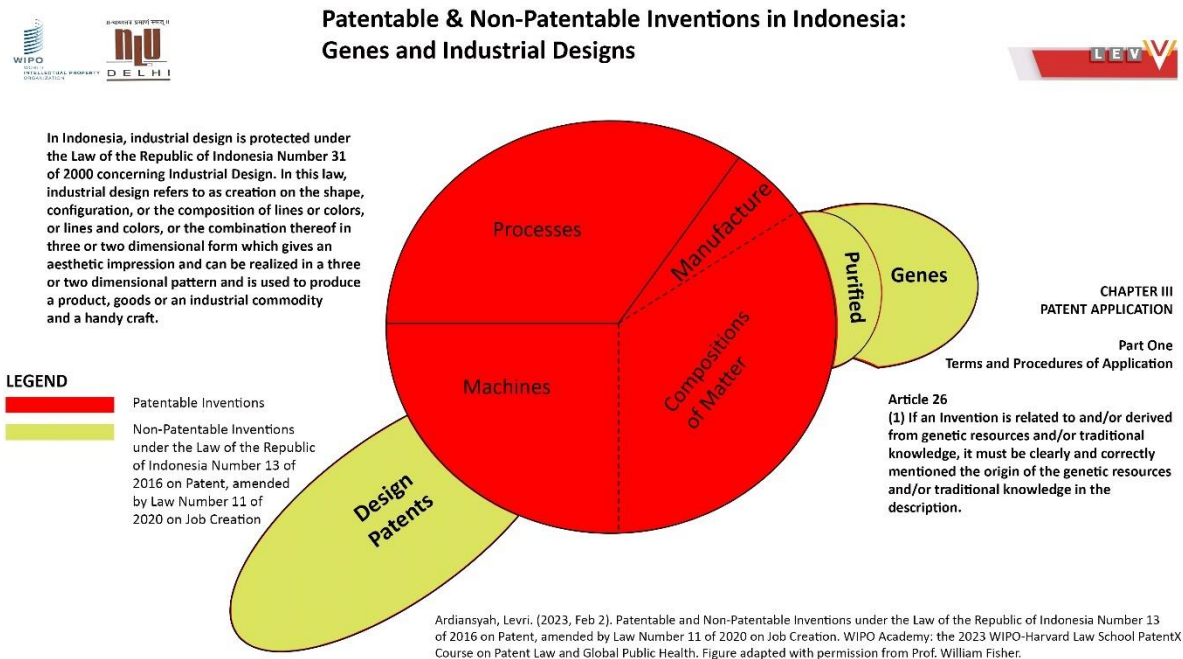 Patentable & Non-Patentable Inventions in Indonesia:
Genes and Industrial Designs
WIPO
WORLD
INTELLECTUAL PROPERTY
ORGANIZATION
DELHI
LEV
In Indonesia, industrial design is protected under
the Law of the Republic of Indonesia Number 31
of 2000 concerning Industrial Design. In this law,
industrial design refers to as creation on the shape,
configuration, or the composition of lines or colors,
or lines and colors, or the combination thereof in
three or two dimensional form which gives an
aesthetic impression and can be realized in a three
or two dimensional pattern and is used to produce
a product, goods or an industrial commodity
and a handy craft.
Processes
Manufacture
Machines
Compositions
of Matter
Purified
Genes
Design
Patents
LEGEND
Patentable Inventions
Non-Patentable Inventions
under the Law of the Republic
of Indonesia Number 13 of
2016 on Patent, amended
by Law Number 11 of
2020 on Job Creation
CHAPTER III
PATENT APPLICATION
Part One
Terms and Procedures of Application
Article 26
(1) If an Invention is related to and/or derived
from genetic resources and/or traditional
knowledge, it must be clearly and correctly
mentioned the origin of the genetic resources
and/or traditional knowledge in the
description.
Ardiansyah, Levri. (2023, Feb 2). Patentable and Non-Patentable Inventions under the Law of the Republic of Indonesia Number 13
of 2016 on Patent, amended by Law Number 11 of 2020 on Job Creation. WIPO Academy: the 2023 WIPO-Harvard Law School PatentX
Course on Patent Law and Global Public Health. Figure adapted with permission from Prof. William Fisher.